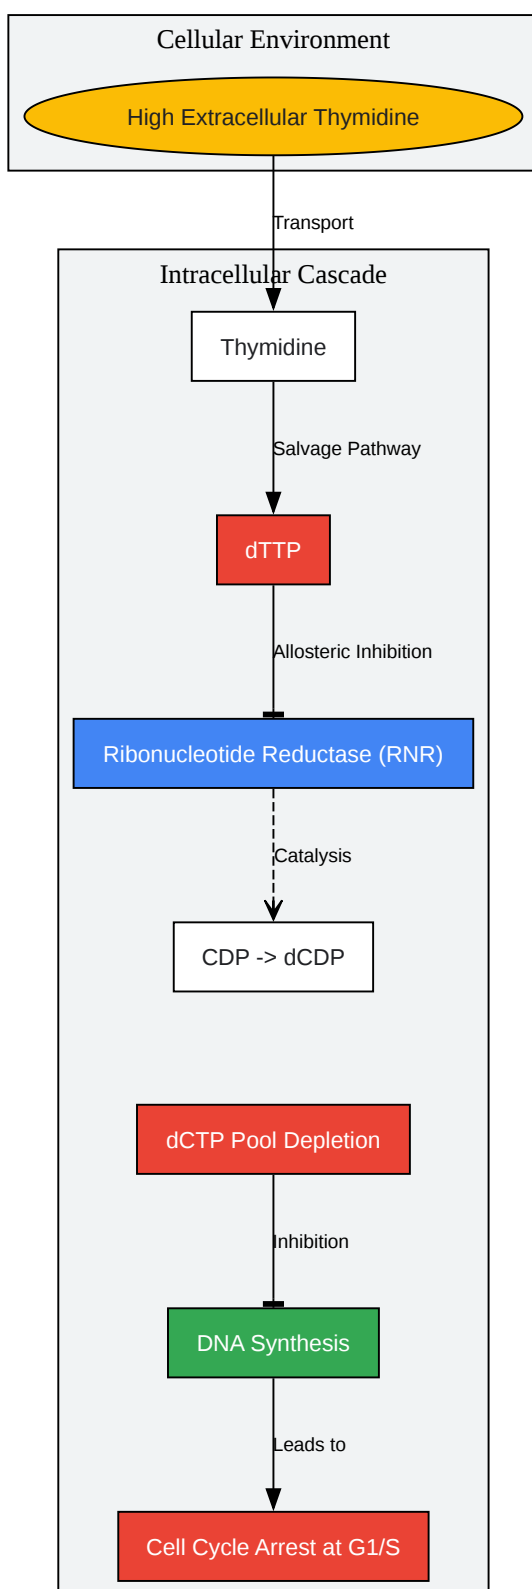 Cellular Environment
High Extracellular Thymidine
Transport
Intracellular Cascade
Thymidine
Salvage Pathway
dTTP
Allosteric Inhibition
Ribonucleotide Reductase (RNR)
Catalysis
CDP -> dCDP
dCTP Pool Depletion
Inhibition
DNA Synthesis
Leads to
Cell Cycle Arrest at G1/S